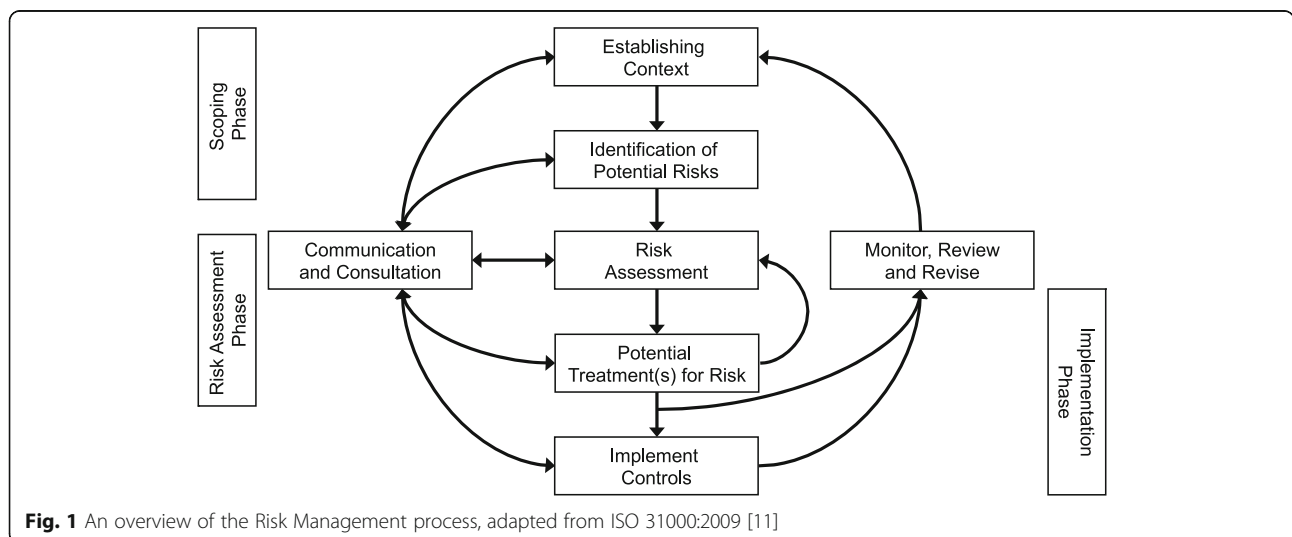 Scoping
Phase
Establishing
Context
Identification of
Potential Risks
Risk Assessment
Phase
Communication
and Consultation
Risk
Assessment
Monitor, Review
and Revise
Potential
Treatment(s) for Risk
Implementation
Phase
Implement
Controls
Fig. 1 An overview of the Risk Management process, adapted from ISO 31000:2009 [11]